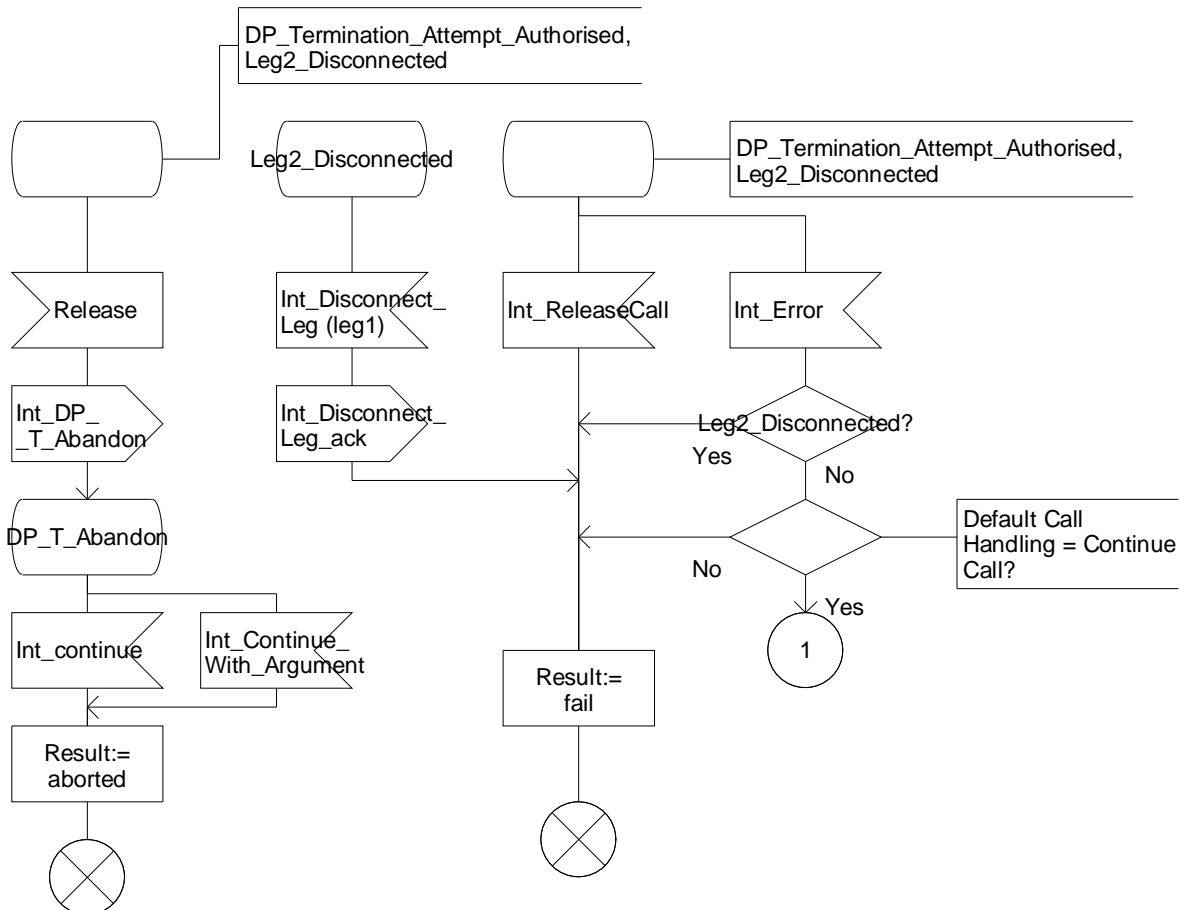 DP_Termination_Attempt_Authorised,
Leg2_Disconnected
Leg2_Disconnected
DP_Termination_Attempt_Authorised,
Leg2_Disconnected
Release
Int_Disconnect_
Leg (leg1)
Int_ReleaseCall
Int_Error
Int_DP_
_T_Abandon
Int_Disconnect_
Leg_ack
Leg2_Disconnected?
Yes
No
DP_T_Abandon
Default Call
Handling = Continue
Call?
No
Yes
Int_continue
Int_Continue_
With_Argument
1
Result:=
fail
Result:=
aborted